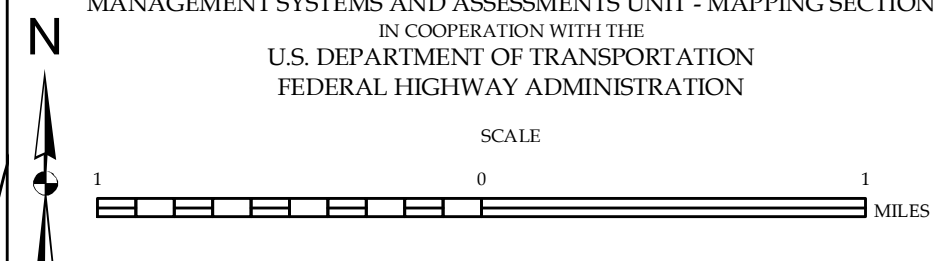 MANAGEMENT SYSTEMS AND ASSESSMENTS UNIT - MAPPING SECTION
IN COOPERATION WITH THE
U.S. DEPARTMENT OF TRANSPORTATION
FEDERAL HIGHWAY ADMINISTRATION
N
SCALE
1 0 1
MILES